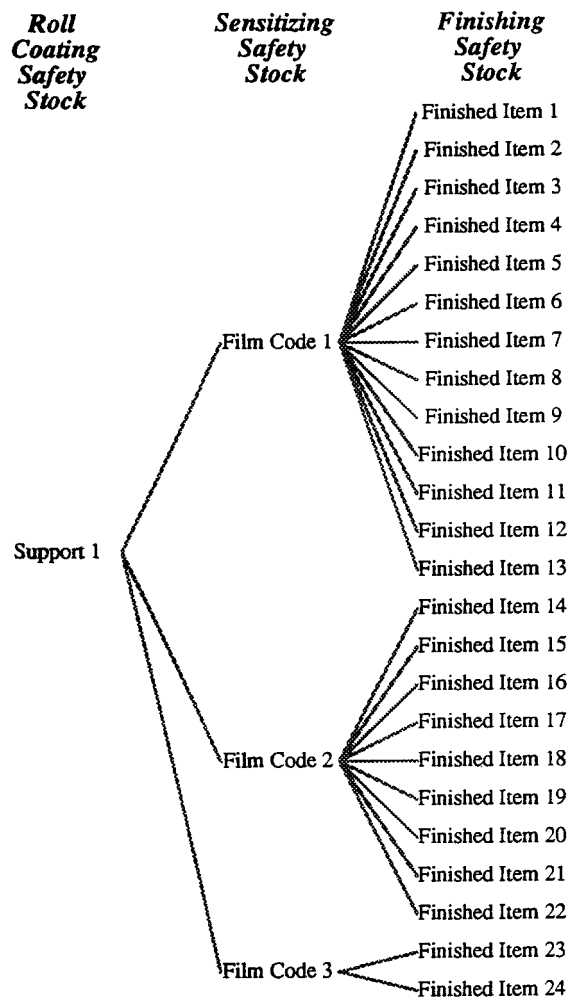 Roll
Coating
Safety
Stock
Sensitizing
Safety
Stock
Finishing
Safety
Stock
Finished Item 1
Finished Item 2
Finished Item 3
Finished Item 4
Finished Item 5
Finished Item 6
Film Code 1
Finished Item 7
Finished Item 8
Finished Item 9
Finished Item 10
Finished Item 11
Finished Item 12
Support 1
Finished Item 13
Finished Item 14
Finished Item 15
Finished Item 16
Finished Item 17
Film Code 2
Finished Item 18
Finished Item 19
Finished Item 20
Finished Item 21
Finished Item 22
Finished Item 23
Film Code 3
Finished Item 24